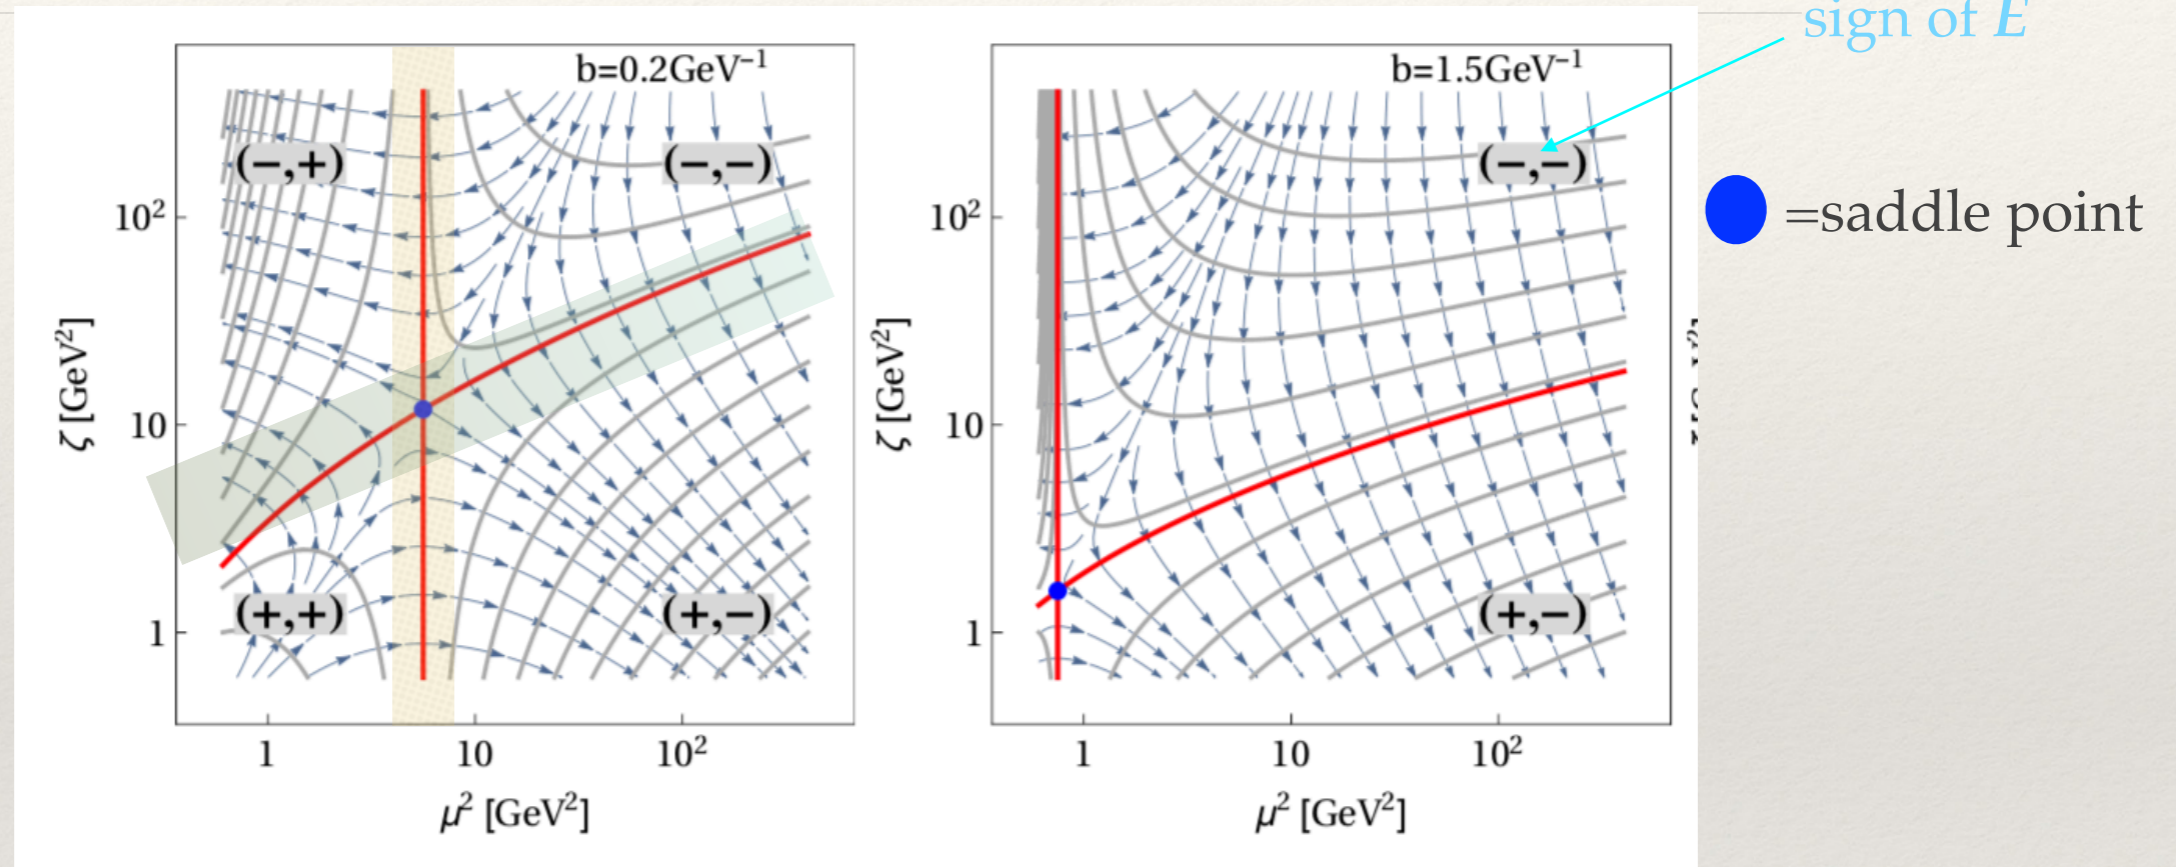 sign of E
b=0.2GeV⁻¹
(−,+)
(−,−)
10²
10
1
(+,+)
(+,−)
ζ [GeV²]
1
10
10²
μ² [GeV²]
b=1.5GeV⁻¹
(−,−)
10²
10
1
(+,−)
ζ [GeV²]
1
10
10²
μ² [GeV²]
=saddle point